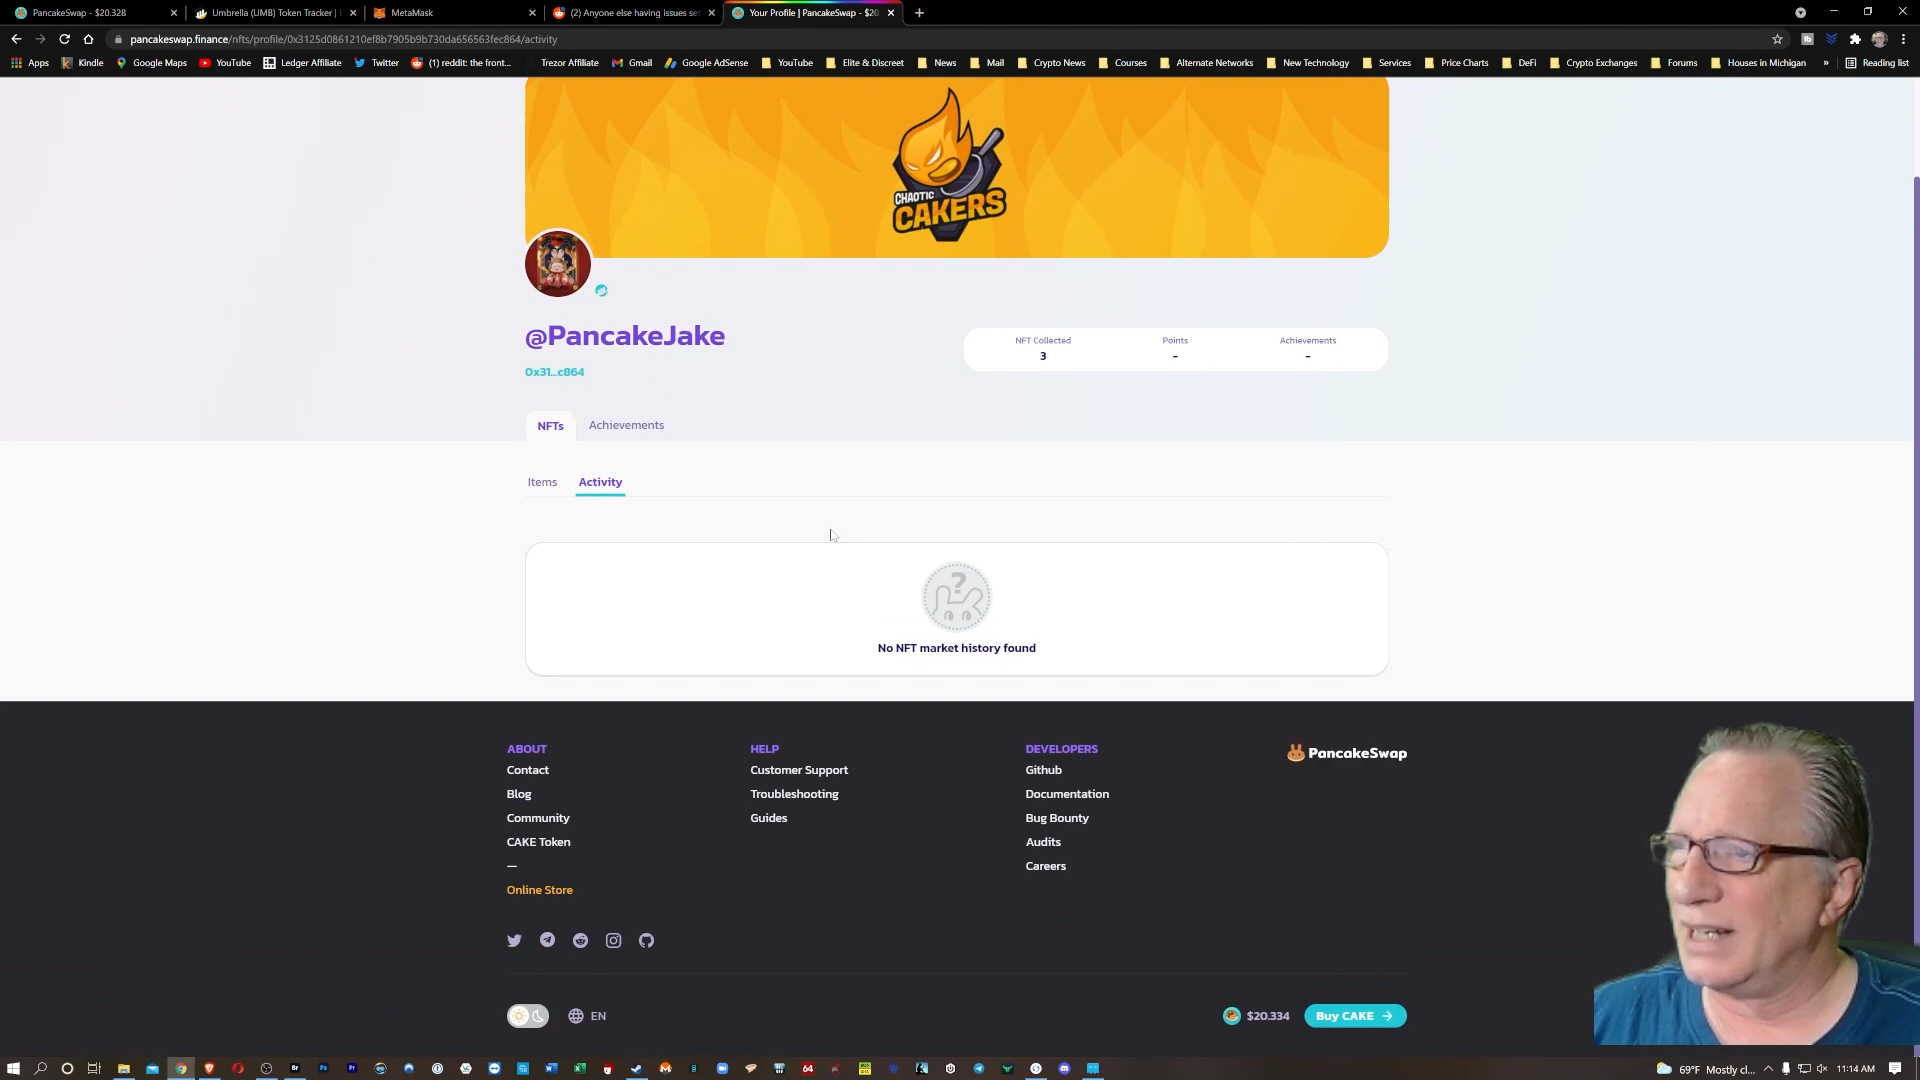 PancakeSwap - $20.328
Umbrella (UMB) Token Tracker |
MetaMask
(2) Anyone else having issues se
Your Profile | PancakeSwap - $20
pancakeswap.finance/nfts/profile/0x3125d0861210ef8b7905b9b730da656563fec864/activity
Apps
Kindle
Google Maps
YouTube
Ledger Affiliate
Twitter
(1) reddit: the front...
Trezor Affiliate
Gmail
Google AdSense
YouTube
Elite & Discreet
News
Mail
Crypto News
Courses
Alternate Networks
New Technology
Services
Price Charts
DeFi
Crypto Exchanges
Forums
Houses in Michigan
»
Reading list
CHAOTIC
CAKERS
@PancakeJake
0x31...c864
NFT Collected
3
Points
-
Achievements
-
NFTs
Achievements
Items
Activity
?
No NFT market history found
ABOUT
Contact
Blog
Community
CAKE Token
—
Online Store
HELP
Customer Support
Troubleshooting
Guides
DEVELOPERS
Github
Documentation
Bug Bounty
Audits
Careers
PancakeSwap
EN
$20.334
Buy CAKE
69°F Mostly cl...
11:14 AM